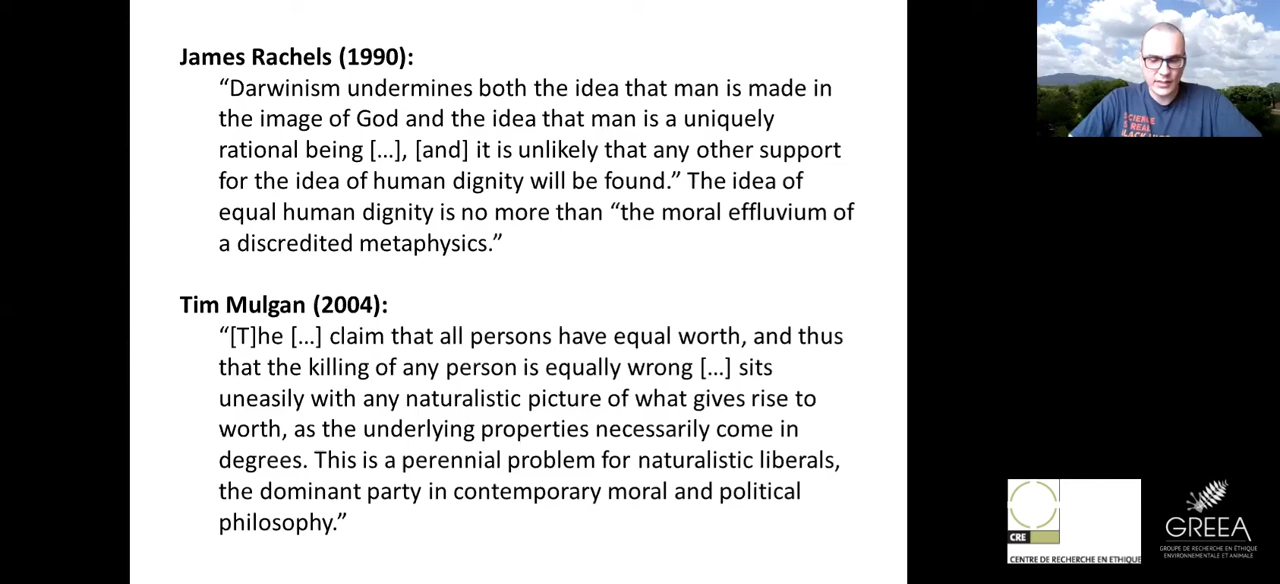 James Rachels (1990):
“Darwinism undermines both the idea that man is made in
the image of God and the idea that man is a uniquely
rational being […], [and] it is unlikely that any other support
for the idea of human dignity will be found.” The idea of
equal human dignity is no more than “the moral effluvium of
a discredited metaphysics.”
Tim Mulgan (2004):
“[T]he […] claim that all persons have equal worth, and thus
that the killing of any person is equally wrong […] sits
uneasily with any naturalistic picture of what gives rise to
worth, as the underlying properties necessarily come in
degrees. This is a perennial problem for naturalistic liberals,
the dominant party in contemporary moral and political
philosophy.”
CRE
CENTRE DE RECHERCHE EN ETHIQUE
GREEA
GROUPE DE RECHERCHE EN ÉTHIQUE
ENVIRONNEMENTALE ET ANIMALE